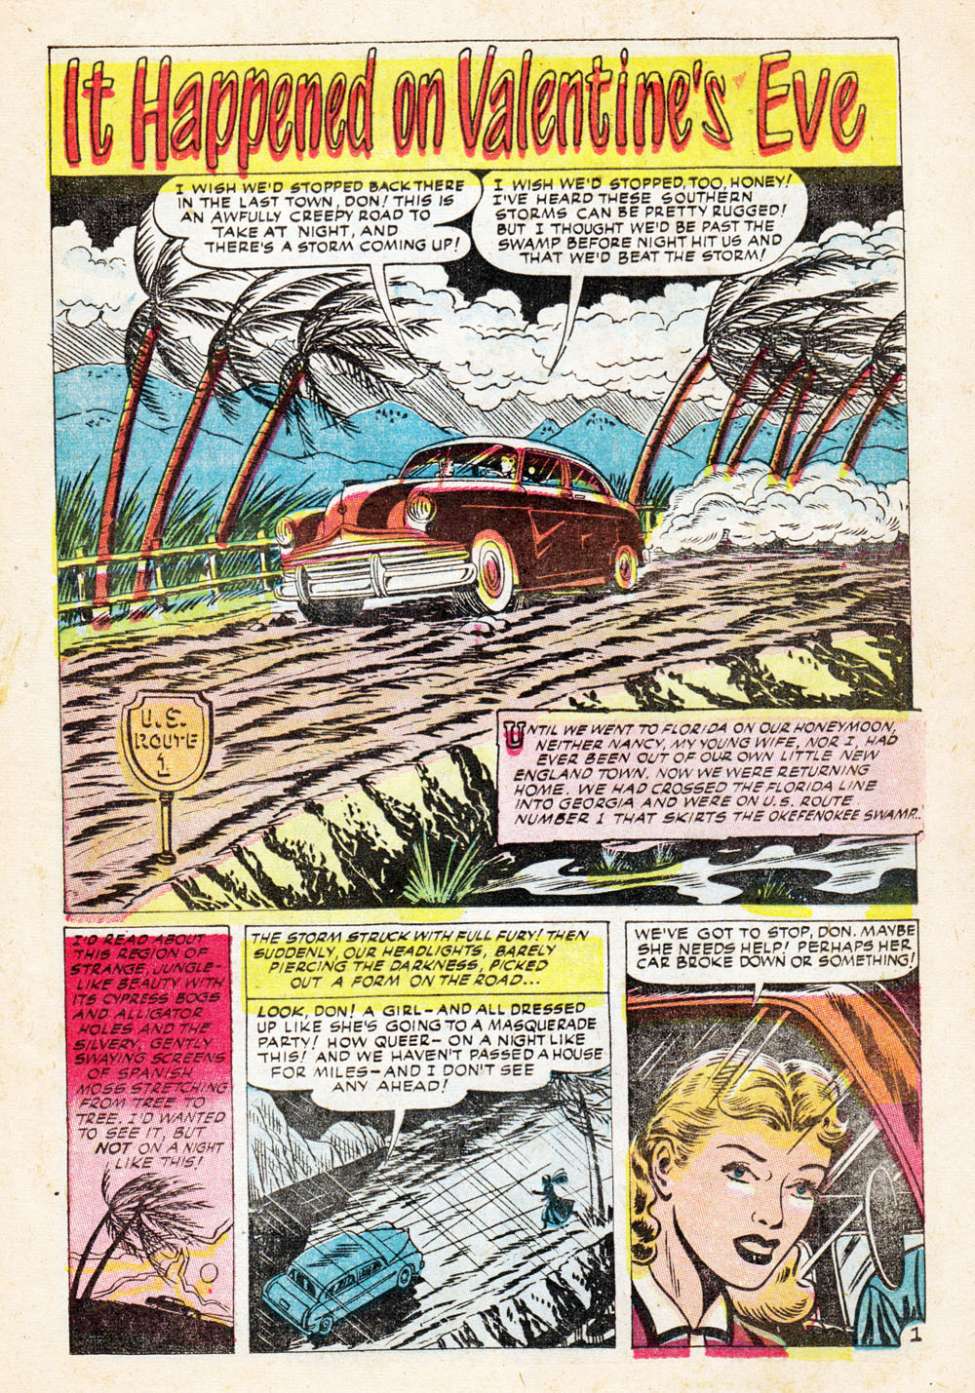 It Happened on Valentine's Eve
I WISH WE'D STOPPED BACK THERE
IN THE LAST TOWN, DON! THIS IS
AN AWFULLY CREEPY ROAD TO
TAKE AT NIGHT, AND
THERE'S A STORM COMING UP!
I WISH WE'D STOPPED, TOO, HONEY!
I'VE HEARD THESE SOUTHERN
STORMS CAN BE PRETTY RUGGED!
BUT I THOUGHT WE'D BE PAST THE
SWAMP BEFORE NIGHT HIT US AND
THAT WE'D BEAT THE STORM!
U.S.
ROUTE
1
UNTIL WE WENT TO FLORIDA ON OUR HONEYMOON,
NEITHER NANCY, MY YOUNG WIFE, NOR I, HAD
EVER BEEN OUT OF OUR OWN LITTLE NEW
ENGLAND TOWN. NOW WE WERE RETURNING
HOME. WE HAD CROSSED THE FLORIDA LINE
INTO GEORGIA AND WERE ON U.S. ROUTE
NUMBER 1 THAT SKIRTS THE OKEFENOKEE SWAMP..
I'D READ ABOUT
THIS REGION OF
STRANGE, JUNGLE-
LIKE BEAUTY WITH
ITS CYPRESS BOGS
AND ALLIGATOR
HOLES AND THE
SILVERY, GENTLY
SWAYING SCREENS
OF SPANISH
MOSS STRETCHING
FROM TREE TO
TREE. I'D WANTED
TO SEE IT, BUT
NOT ON A NIGHT
LIKE THIS!
THE STORM STRUCK WITH FULL FURY! THEN
SUDDENLY, OUR HEADLIGHTS, BARELY
PIERCING THE DARKNESS, PICKED
OUT A FORM ON THE ROAD...
LOOK, DON! A GIRL-AND ALL DRESSED
UP LIKE SHE'S GOING TO A MASQUERADE
PARTY! HOW QUEER-ON A NIGHT LIKE
THIS! AND WE HAVEN'T PASSED A HOUSE
FOR MILES-AND I DON'T SEE
ANY AHEAD!
WE'VE GOT TO STOP, DON. MAYBE
SHE NEEDS HELP! PERHAPS HER
CAR BROKE DOWN OR SOMETHING!
1